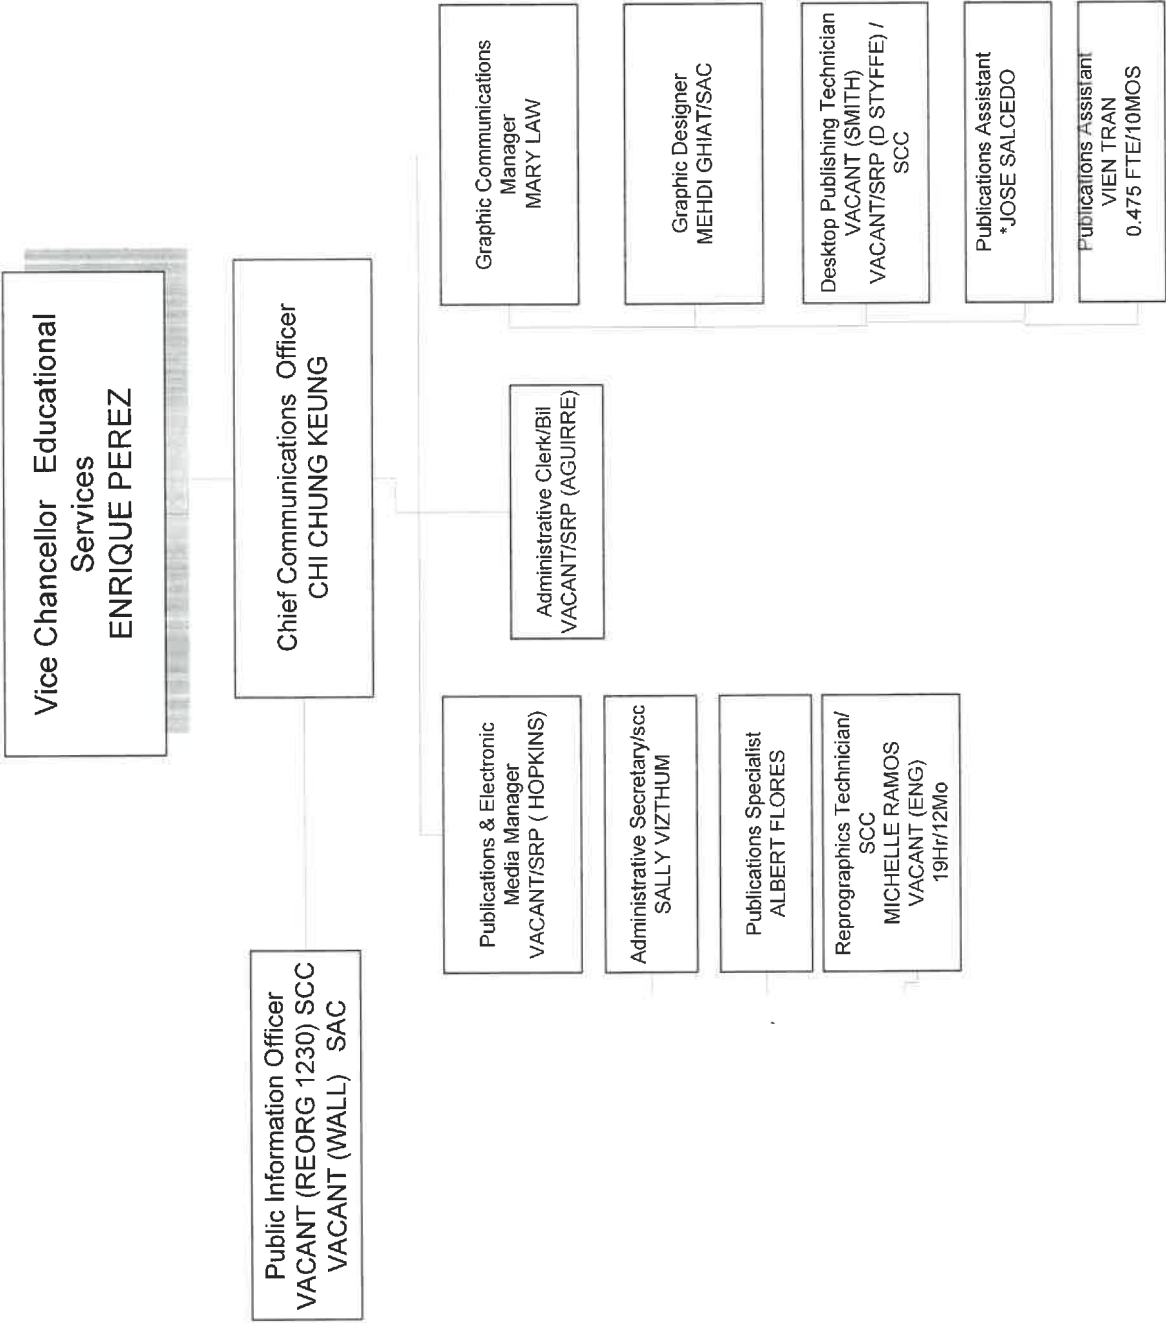 Vice Chancellor Educational
Services
ENRIQUE PEREZ
Chief Communications Officer
CHI CHUNG KEUNG
Public Information Officer
VACANT (REORG 1230) SCC
VACANT (WALL) SAC
Publications & Electronic
Media Manager
VACANT/SRP ( HOPKINS)
Administrative Secretary/scc
SALLY VIZTHUM
Publications Specialist
ALBERT FLORES
Reprographics Technician/
SCC
MICHELLE RAMOS
VACANT (ENG)
19Hr/12Mo
Administrative Clerk/Bil
VACANT/SRP (AGUIRRE)
Graphic Communications
Manager
MARY LAW
Graphic Designer
MEHDI GHIAT/SAC
Desktop Publishing Technician
VACANT (SMITH)
VACANT/SRP (D STYFFE) /
SCC
Publications Assistant
*JOSE SALCEDO
Publications Assistant
VIEN TRAN
0.475 FTE/10MOS